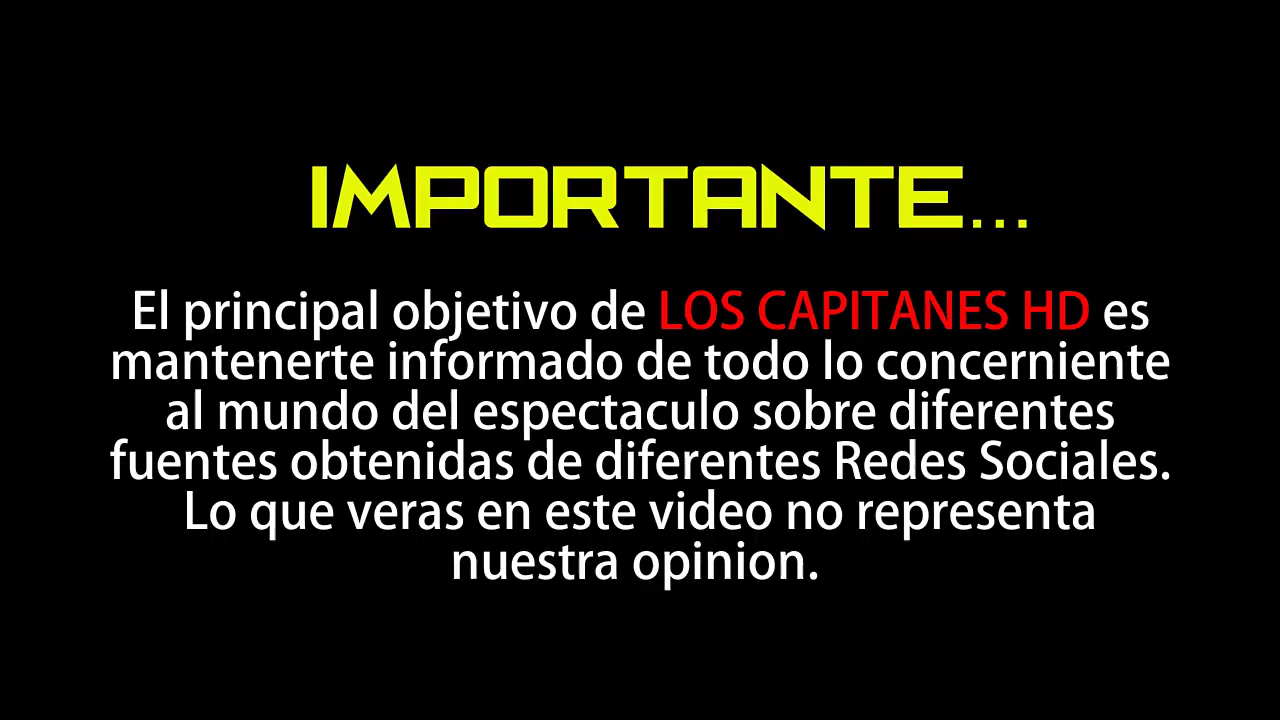 IMPORTANTE...
El principal objetivo de LOS CAPITANES HD es
mantenerte informado de todo lo concerniente
al mundo del espectaculo sobre diferentes
fuentes obtenidas de diferentes Redes Sociales.
Lo que veras en este video no representa
nuestra opinion.